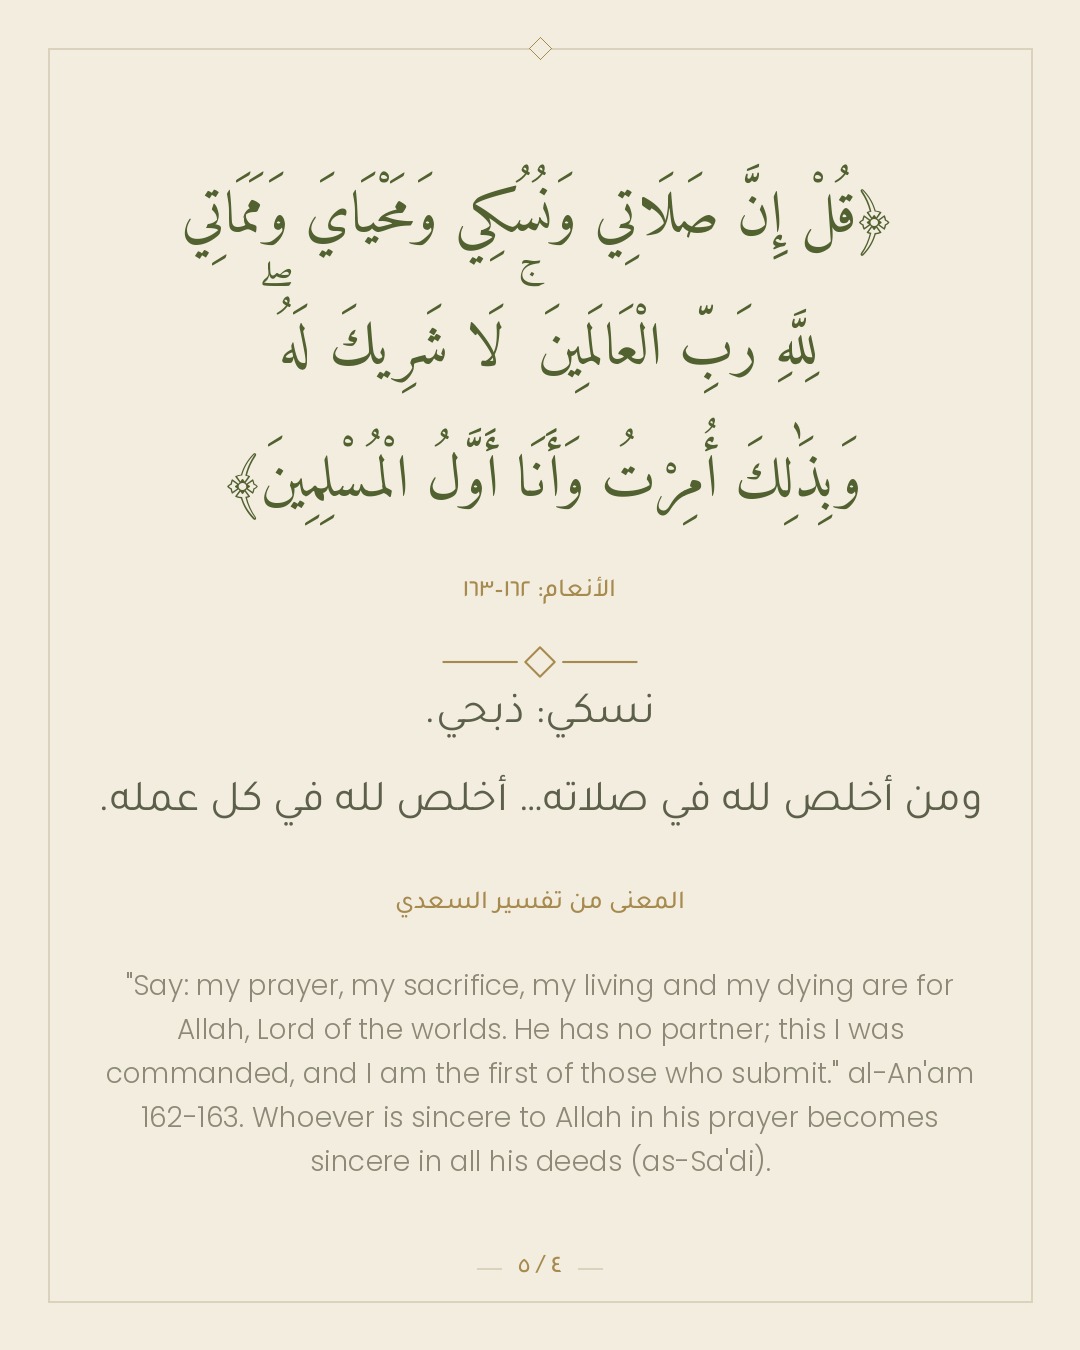 ﴿قُلْ إِنَّ صَلَاتِي وَنُسُكِي وَمَحْيَايَ وَمَمَاتِي
لِلَّهِ رَبِّ الْعَالَمِينَ ۚ لَا شَرِيكَ لَهُ ۖ
وَبِذَٰلِكَ أُمِرْتُ وَأَنَا أَوَّلُ الْمُسْلِمِينَ﴾
الأنعام: ١٦٢-١٦٣
نسكي: ذبحي.
ومن أخلص لله في صلاته... أخلص لله في كل عمله.
المعنى من تفسير السعدي
"Say: my prayer, my sacrifice, my living and my dying are for
Allah, Lord of the worlds. He has no partner; this I was
commanded, and I am the first of those who submit." al-An'am
162-163. Whoever is sincere to Allah in his prayer becomes
sincere in all his deeds (as-Sa'di).
٤ / ٥